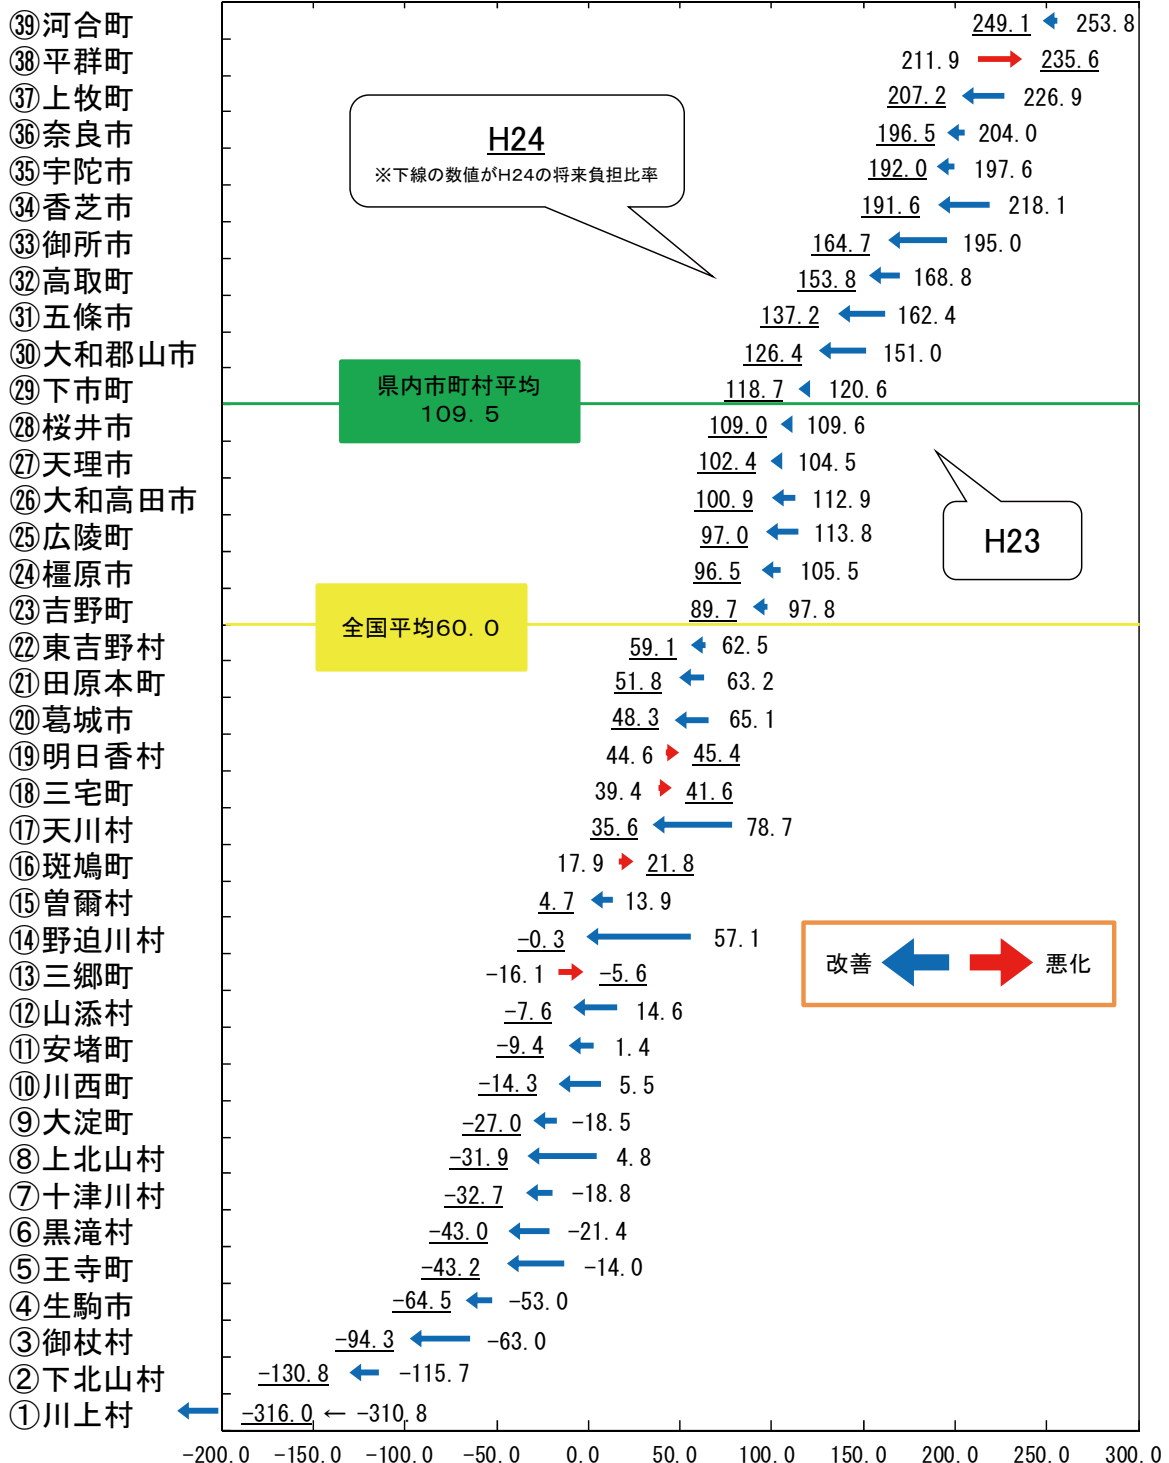 ㊴河合町 249.1 253.8
㊳平群町 211.9 235.6
㊲上牧町 207.2 226.9
㊱奈良市 196.5 204.0
㉟宇陀市 192.0 197.6
㉞香芝市 191.6 218.1
㉝御所市 164.7 195.0
㉜高取町 153.8 168.8
㉛五條市 137.2 162.4
㉚大和郡山市 126.4 151.0
㉙下市町 118.7 120.6
㉘桜井市 109.0 109.6
㉗天理市 102.4 104.5
㉖大和高田市 100.9 112.9
㉕広陵町 97.0 113.8
㉔橿原市 96.5 105.5
㉓吉野町 89.7 97.8
㉒東吉野村 59.1 62.5
㉑田原本町 51.8 63.2
⑳葛城市 48.3 65.1
⑲明日香村 44.6 45.4
⑱三宅町 39.4 41.6
⑰天川村 35.6 78.7
⑯斑鳩町 17.9 21.8
⑮曽爾村 4.7 13.9
⑭野迫川村 -0.3 57.1
⑬三郷町 -16.1 -5.6
⑫山添村 -7.6 14.6
⑪安堵町 -9.4 1.4
⑩川西町 -14.3 5.5
⑨大淀町 -27.0 -18.5
⑧上北山村 -31.9 4.8
⑦十津川村 -32.7 -18.8
⑥黒滝村 -43.0 -21.4
⑤王寺町 -43.2 -14.0
④生駒市 -64.5 -53.0
③御杖村 -94.3 -63.0
②下北山村 -130.8 -115.7
①川上村 -316.0 ← -310.8
-200.0 -150.0 -100.0 -50.0 0.0 50.0 100.0 150.0 200.0 250.0 300.0
H24
※下線の数値がH24の将来負担比率
県内市町村平均
109.5
H23
全国平均60.0
改善 悪化